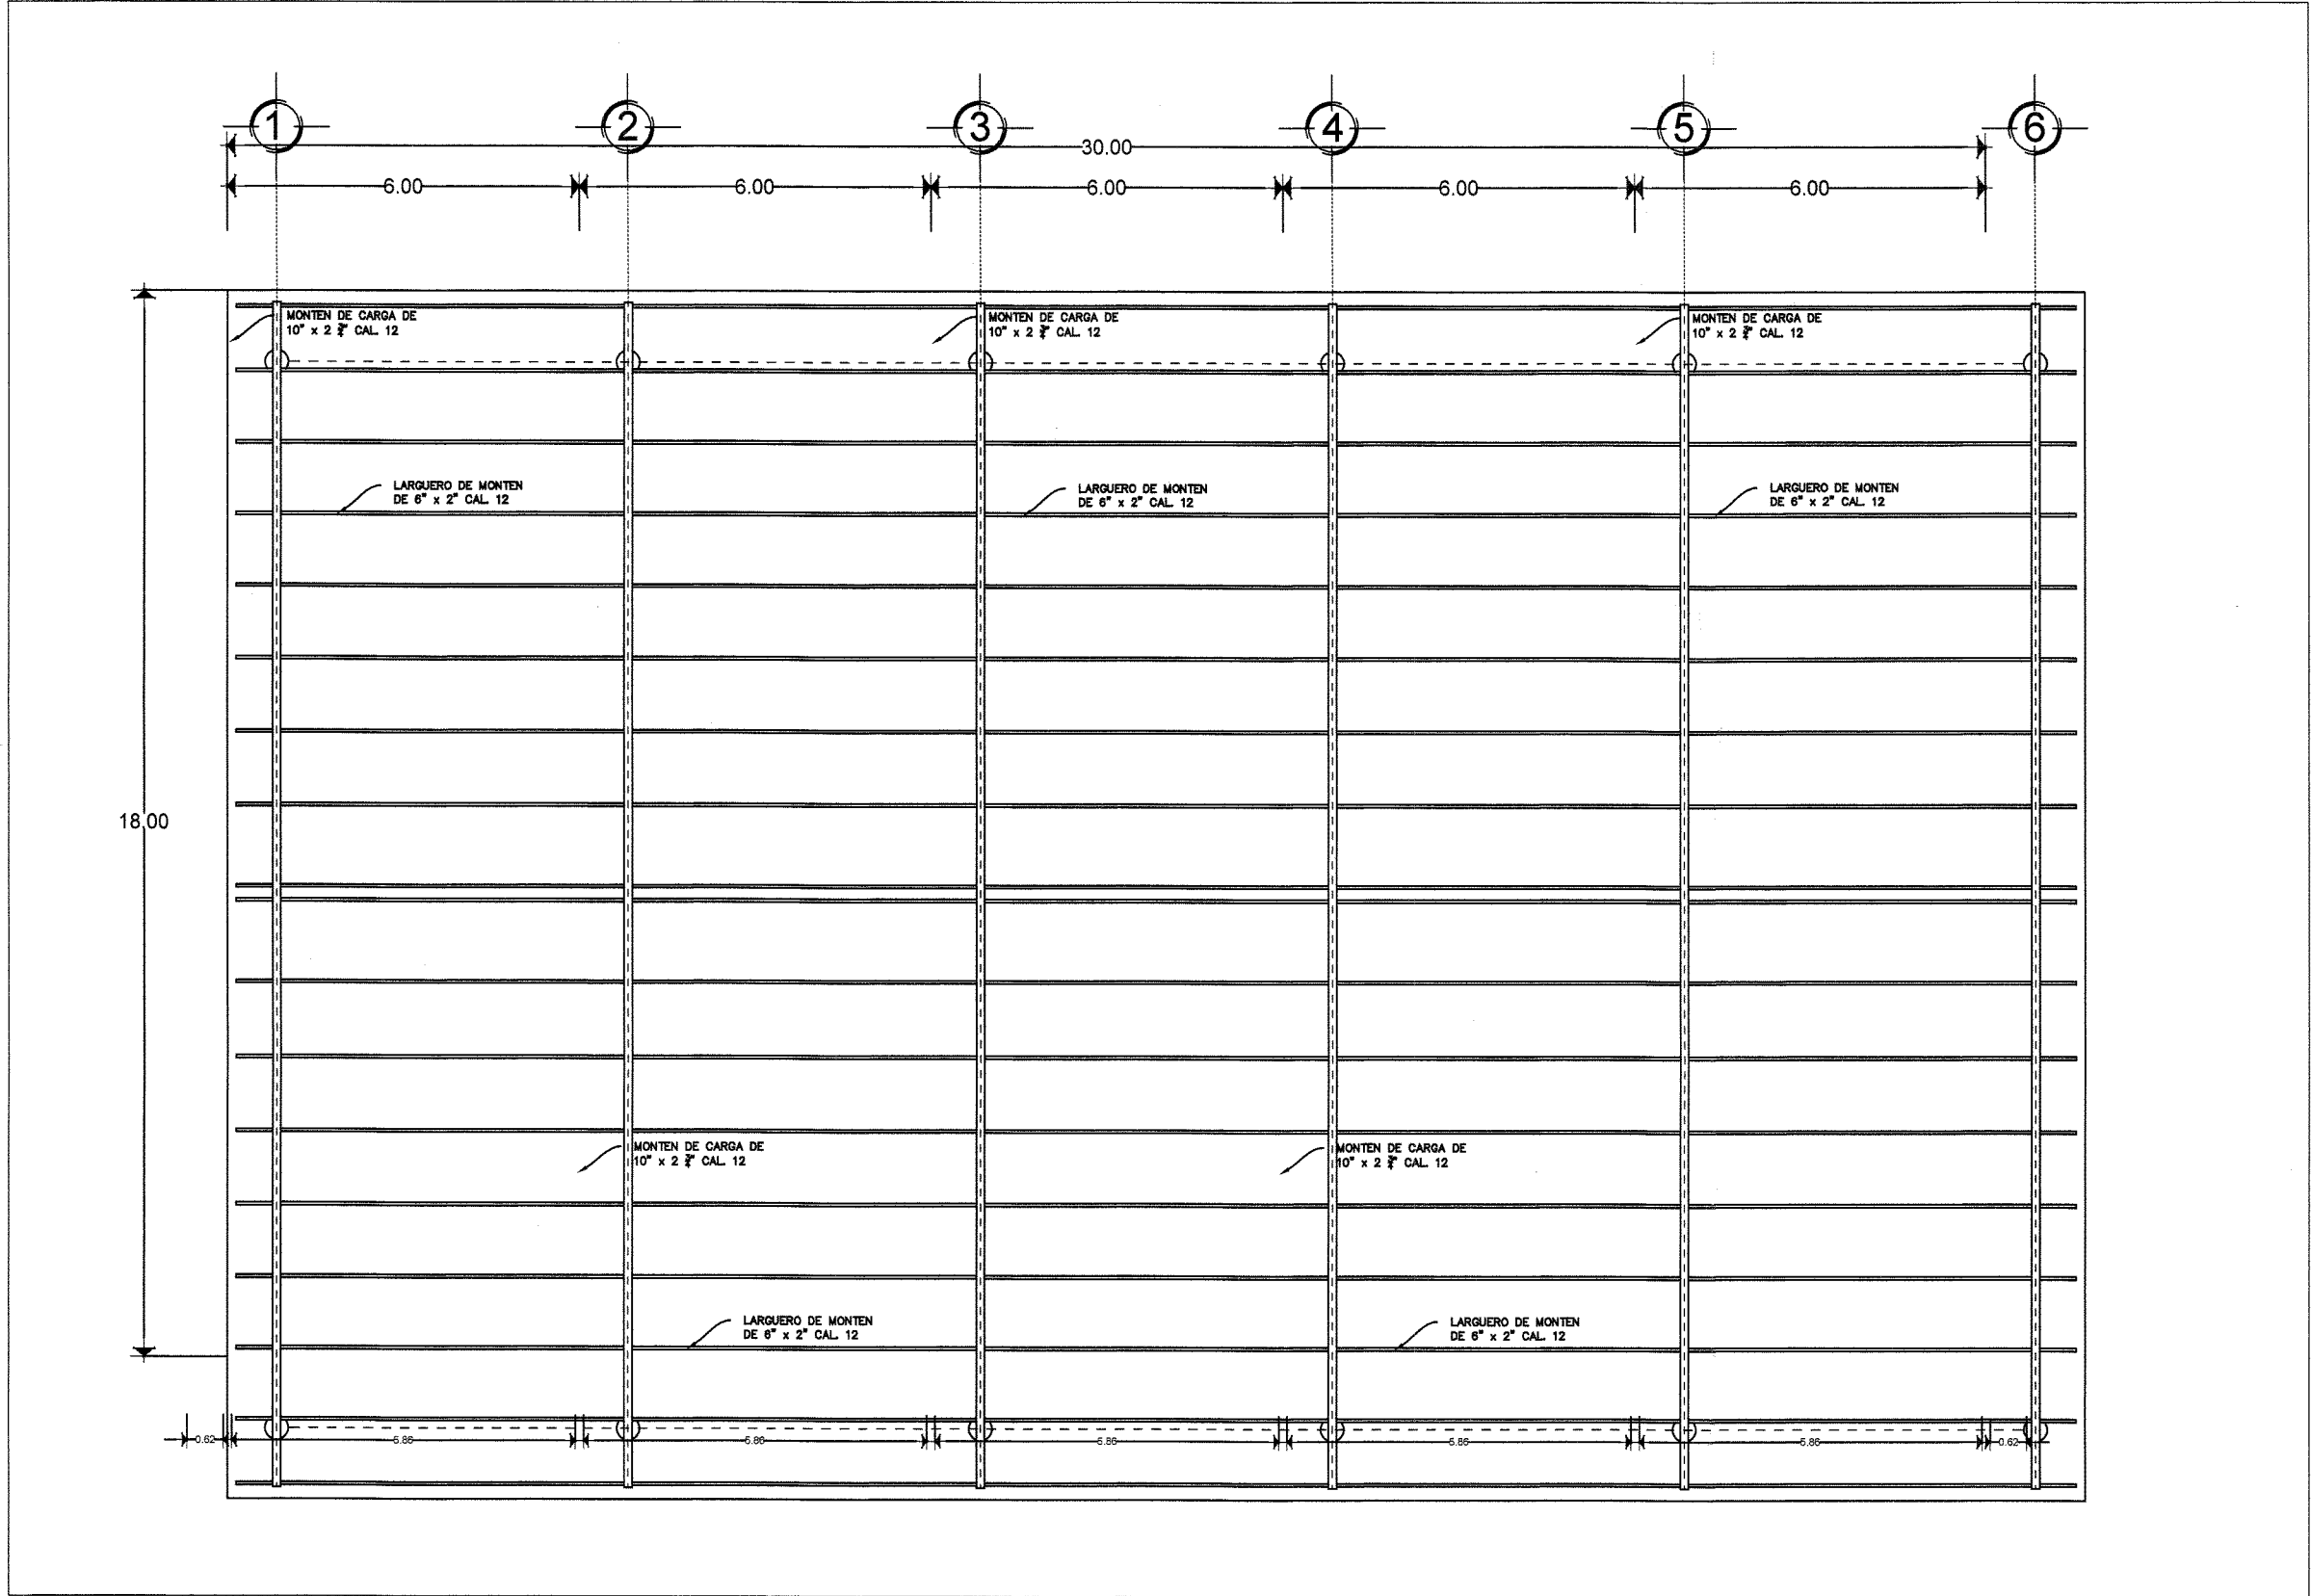 1 2 3 4 5 6
30.00
6.00 6.00 6.00 6.00 6.00
MONTEN DE CARGA DE
10" x 2 ¾" CAL. 12
MONTEN DE CARGA DE
10" x 2 ¾" CAL. 12
MONTEN DE CARGA DE
10" x 2 ¾" CAL. 12
LARGUERO DE MONTEN
DE 6" x 2" CAL. 12
LARGUERO DE MONTEN
DE 6" x 2" CAL. 12
LARGUERO DE MONTEN
DE 6" x 2" CAL. 12
18.00
MONTEN DE CARGA DE
10" x 2 ¾" CAL. 12
MONTEN DE CARGA DE
10" x 2 ¾" CAL. 12
LARGUERO DE MONTEN
DE 6" x 2" CAL. 12
LARGUERO DE MONTEN
DE 6" x 2" CAL. 12
0.62 5.86 5.86 5.86 5.86 5.86 0.62